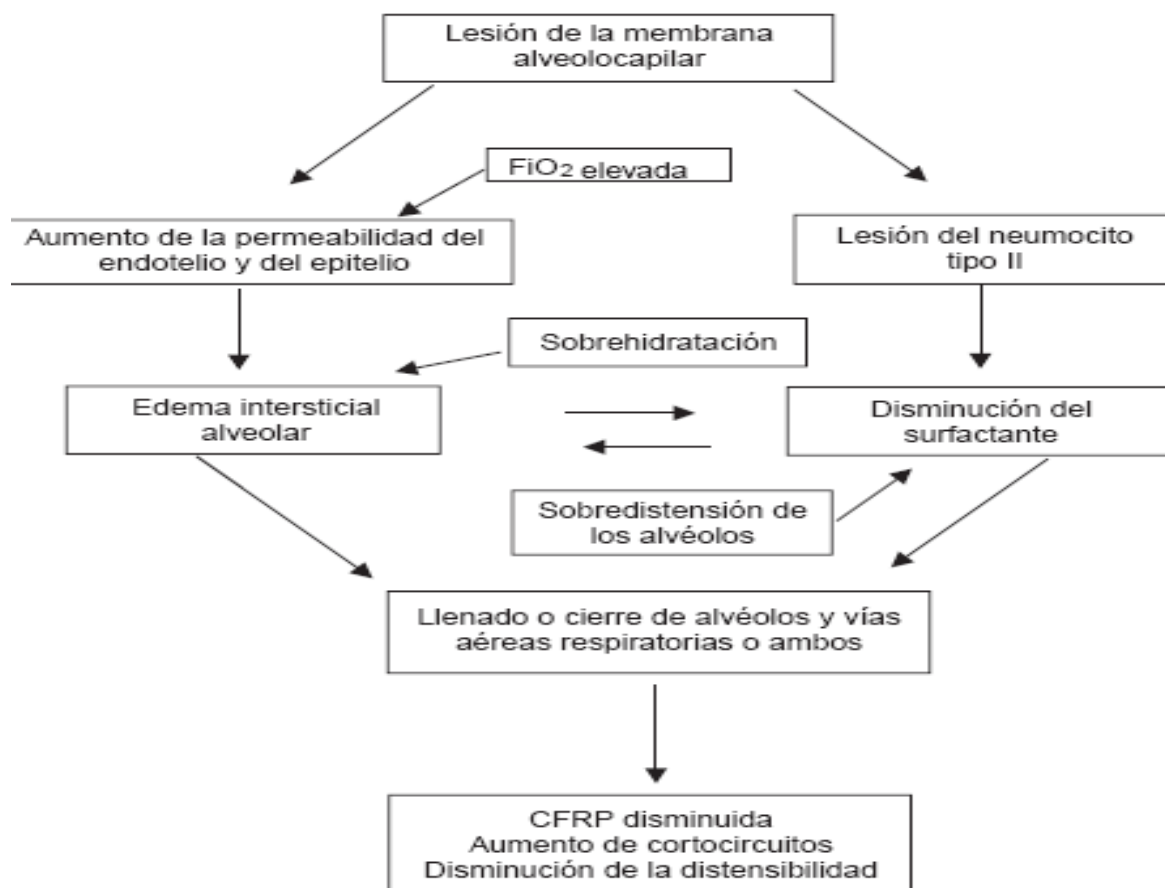 Lesión de la membrana
alveolocapilar
FiO2 elevada
Aumento de la permeabilidad del
endotelio y del epitelio
Lesión del neumocito
tipo II
Sobrehidratación
Edema intersticial
alveolar
Disminución del
surfactante
Sobredistensión de
los alvéolos
Llenado o cierre de alvéolos y vías
aéreas respiratorias o ambos
CFRP disminuida
Aumento de cortocircuitos
Disminución de la distensibilidad